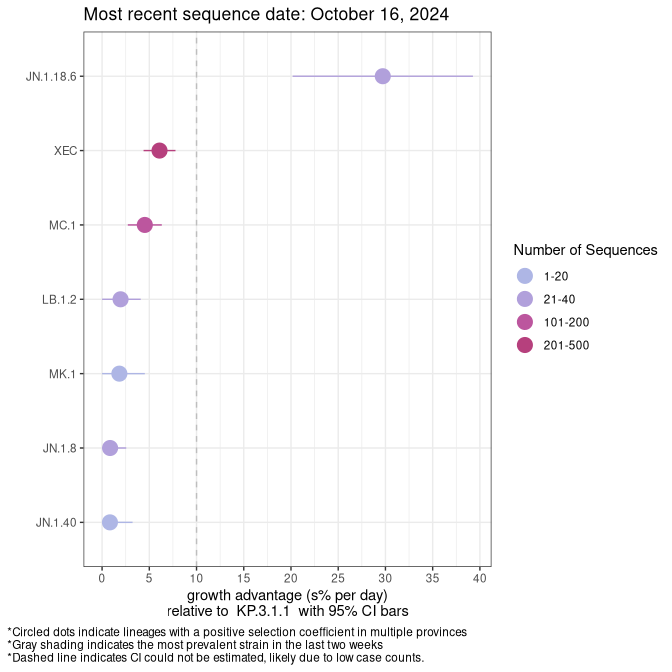 Most recent sequence date: October 16, 2024
JN.1.18.6
XEC
MC.1
LB.1.2
MK.1
JN.1.8
JN.1.40
0 5 10 15 20 25 30 35 40
growth advantage (s% per day)
relative to KP.3.1.1 with 95% CI bars
Number of Sequences
1-20
21-40
101-200
201-500
*Circled dots indicate lineages with a positive selection coefficient in multiple provinces
*Gray shading indicates the most prevalent strain in the last two weeks
*Dashed line indicates CI could not be estimated, likely due to low case counts.